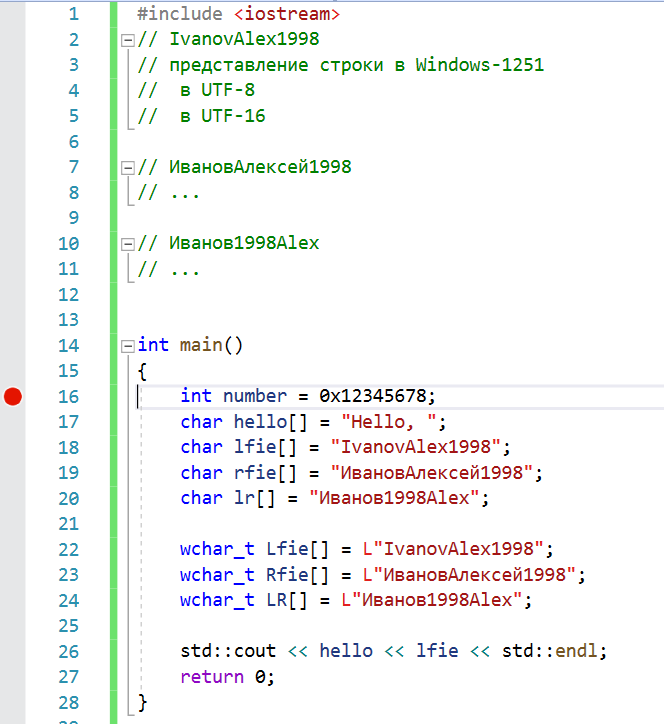 1 #include <iostream>
2 // IvanovAlex1998
3 // представление строки в Windows-1251
4 //  в UTF-8
5 //  в UTF-16
6
7 // ИвановАлексей1998
8 // ...
9
10 // Иванов1998Alex
11 // ...
12
13
14 int main()
15 {
16     int number = 0x12345678;
17     char hello[] = "Hello, ";
18     char lfie[] = "IvanovAlex1998";
19     char rfie[] = "ИвановАлексей1998";
20     char lr[] = "Иванов1998Alex";
21
22     wchar_t Lfie[] = L"IvanovAlex1998";
23     wchar_t Rfie[] = L"ИвановАлексей1998";
24     wchar_t LR[] = L"Иванов1998Alex";
25
26     std::cout << hello << lfie << std::endl;
27     return 0;
28 }